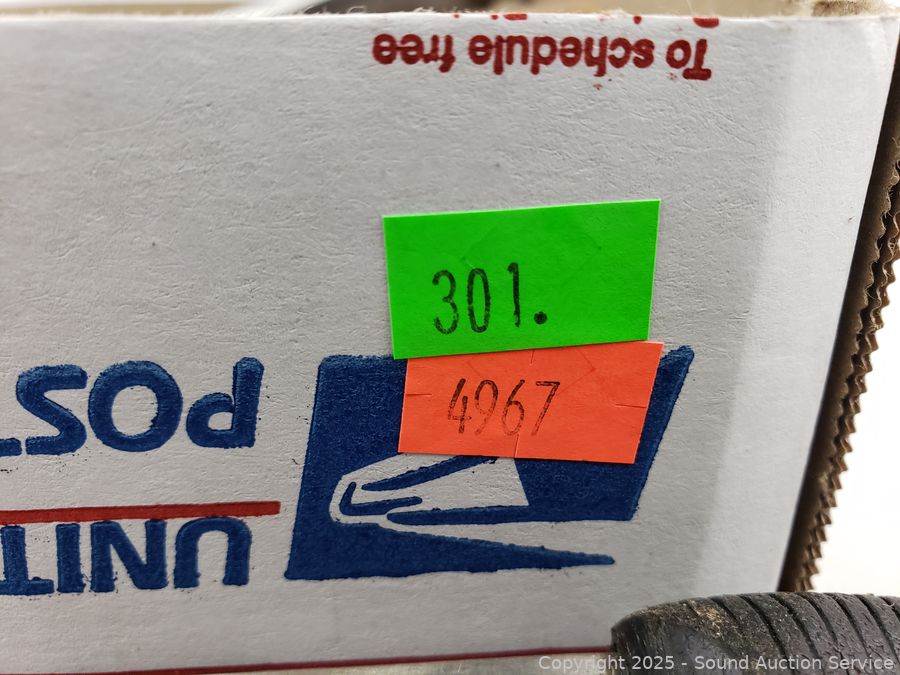 To schedule free
301.
4967
POST
UNIT
Copyright 2025 - Sound Auction Service